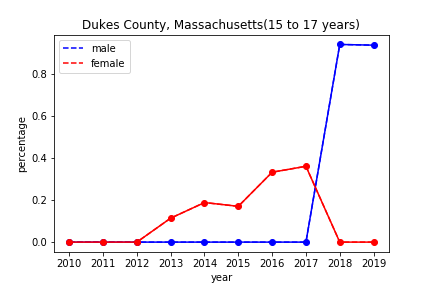 Dukes County, Massachusetts(15 to 17 years)
male
female
percentage
0.8
0.6
0.4
0.2
0.0
2010 2011 2012 2013 2014 2015 2016 2017 2018 2019
year